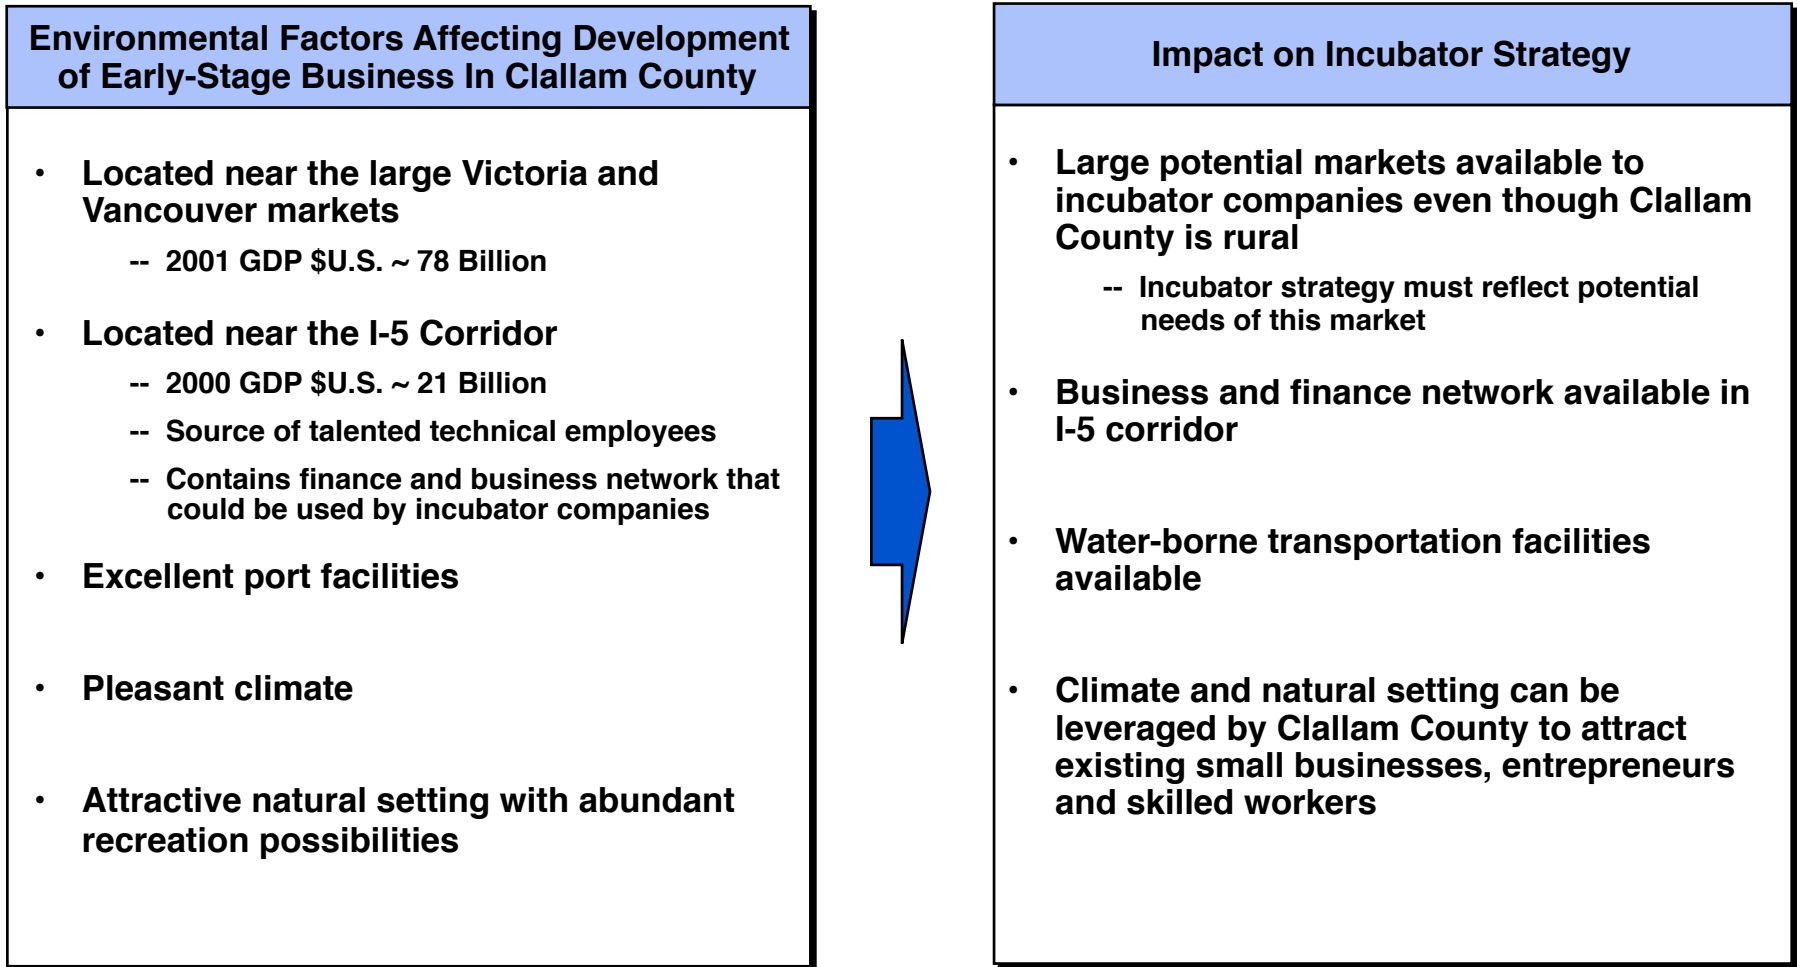 Environmental Factors Affecting Development
of Early-Stage Business In Clallam County
• Located near the large Victoria and
Vancouver markets
-- 2001 GDP $U.S. ~ 78 Billion
• Located near the I-5 Corridor
-- 2000 GDP $U.S. ~ 21 Billion
-- Source of talented technical employees
-- Contains finance and business network that
could be used by incubator companies
• Excellent port facilities
• Pleasant climate
• Attractive natural setting with abundant
recreation possibilities
Impact on Incubator Strategy
• Large potential markets available to
incubator companies even though Clallam
County is rural
-- Incubator strategy must reflect potential
needs of this market
• Business and finance network available in
I-5 corridor
• Water-borne transportation facilities
available
• Climate and natural setting can be
leveraged by Clallam County to attract
existing small businesses, entrepreneurs
and skilled workers